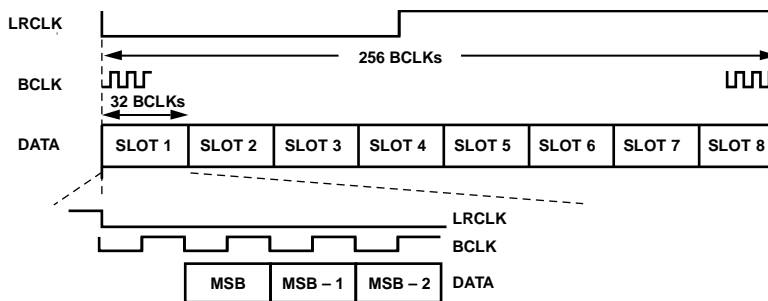 LRCLK
256 BCLKs
BCLK
32 BCLKs
DATA SLOT 1 SLOT 2 SLOT 3 SLOT 4 SLOT 5 SLOT 6 SLOT 7 SLOT 8
LRCLK
BCLK
MSB MSB – 1 MSB – 2 DATA